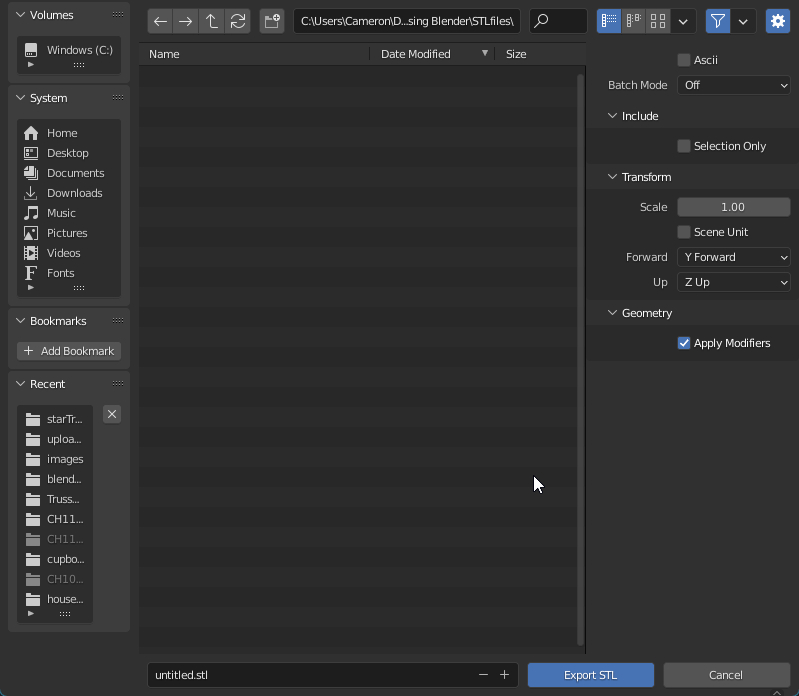 Volumes
Windows (C:)
System
Home
Desktop
Documents
Downloads
Music
Pictures
Videos
Fonts
Bookmarks
Add Bookmark
Recent
starTr...
uploa...
images
blend...
Truss...
CH11...
CH11...
cupbo...
CH10...
house...
C:\Users\Cameron\D...sing Blender\STLfiles\
Name Date Modified Size
untitled.stl
Export STL Cancel
Ascii
Batch Mode Off
Include
Selection Only
Transform
Scale 1.00
Scene Unit
Forward Y Forward
Up Z Up
Geometry
Apply Modifiers